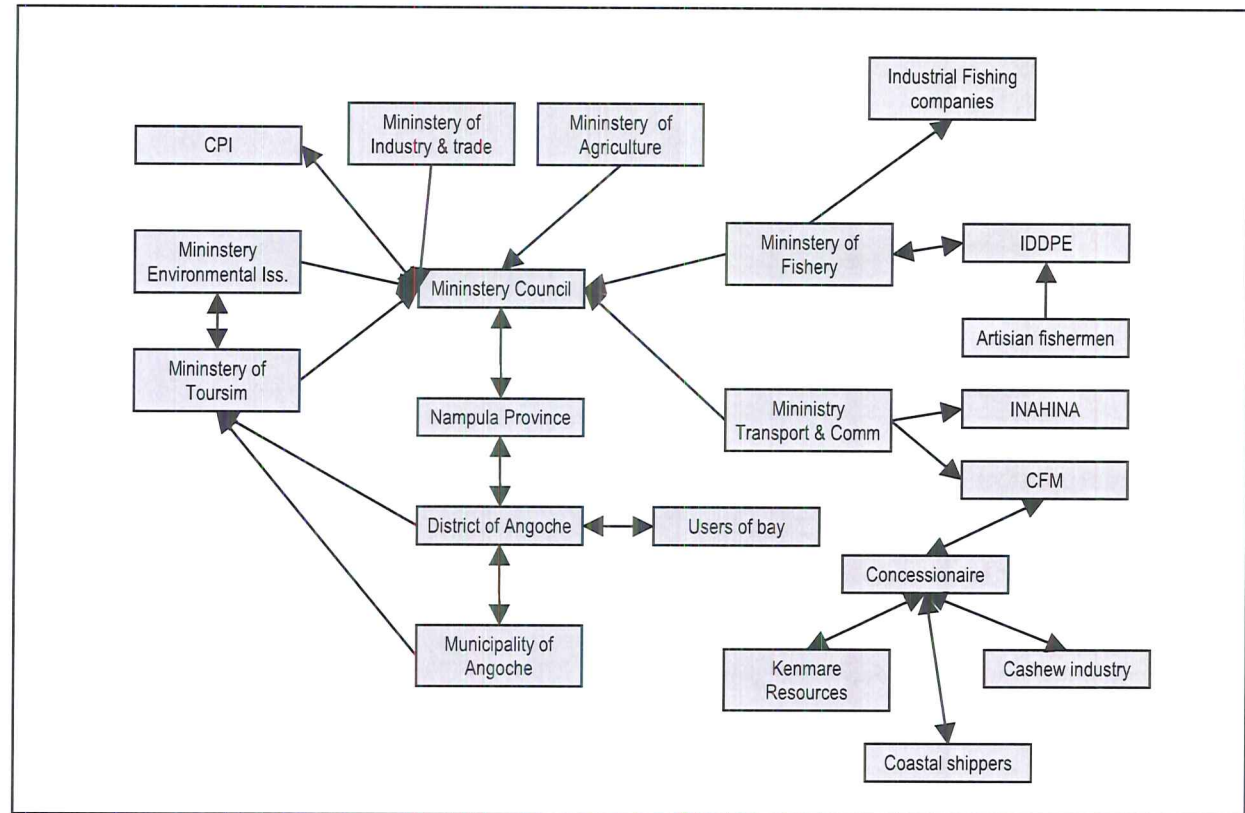 Industrial Fishing
companies
CPI
Mininstery of
Industry & trade
Mininstery of
Agriculture
Mininstery
Environmental Iss.
Mininstery Council
Mininstery of
Fishery
IDDPE
Artisian fishermen
Mininstery of
Toursim
Nampula Province
Mininistry
Transport & Comm
INAHINA
CFM
District of Angoche
Users of bay
Concessionaire
Municipality of
Angoche
Kenmare
Resources
Cashew industry
Coastal shippers